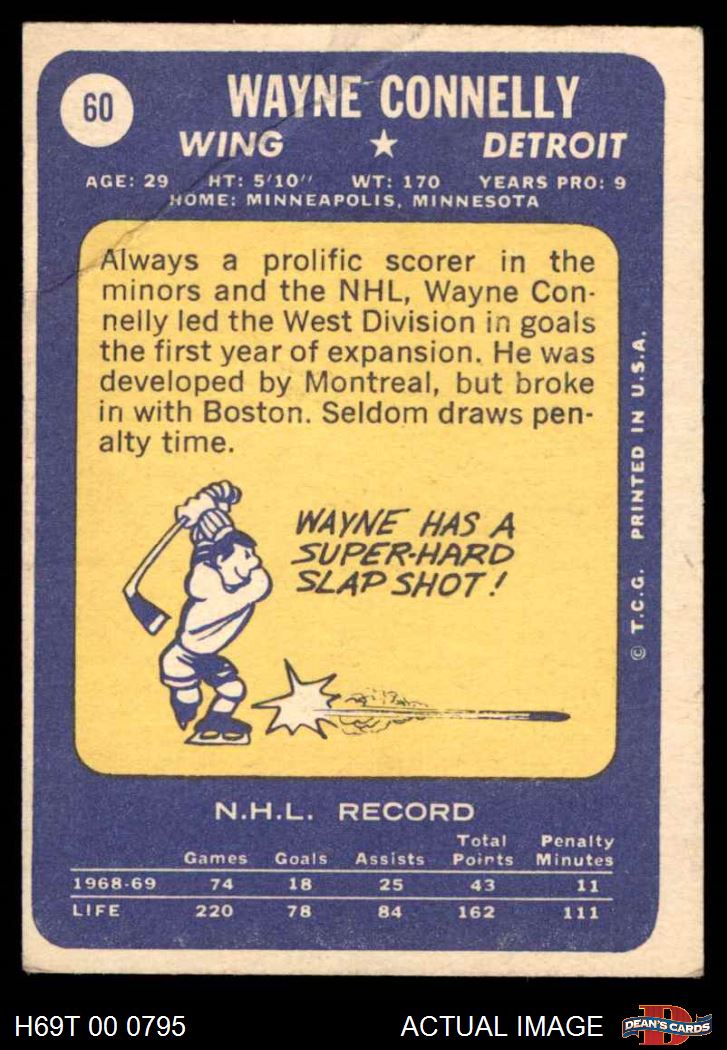 60
WAYNE CONNELLY
WING ★ DETROIT
AGE: 29 HT: 5'10" WT: 170 YEARS PRO: 9
HOME: MINNEAPOLIS, MINNESOTA
Always a prolific scorer in the
minors and the NHL, Wayne Con-
nelly led the West Division in goals
the first year of expansion. He was
developed by Montreal, but broke
in with Boston. Seldom draws pen-
alty time.
WAYNE HAS A
SUPER-HARD
SLAP SHOT!
© T.C.G. PRINTED IN U.S.A.
N.H.L. RECORD
Games Goals Assists Total Points Penalty Minutes
1968-69 74 18 25 43 11
LIFE 220 78 84 162 111
H69T 00 0795 ACTUAL IMAGE
D
DEAN'S CARDS